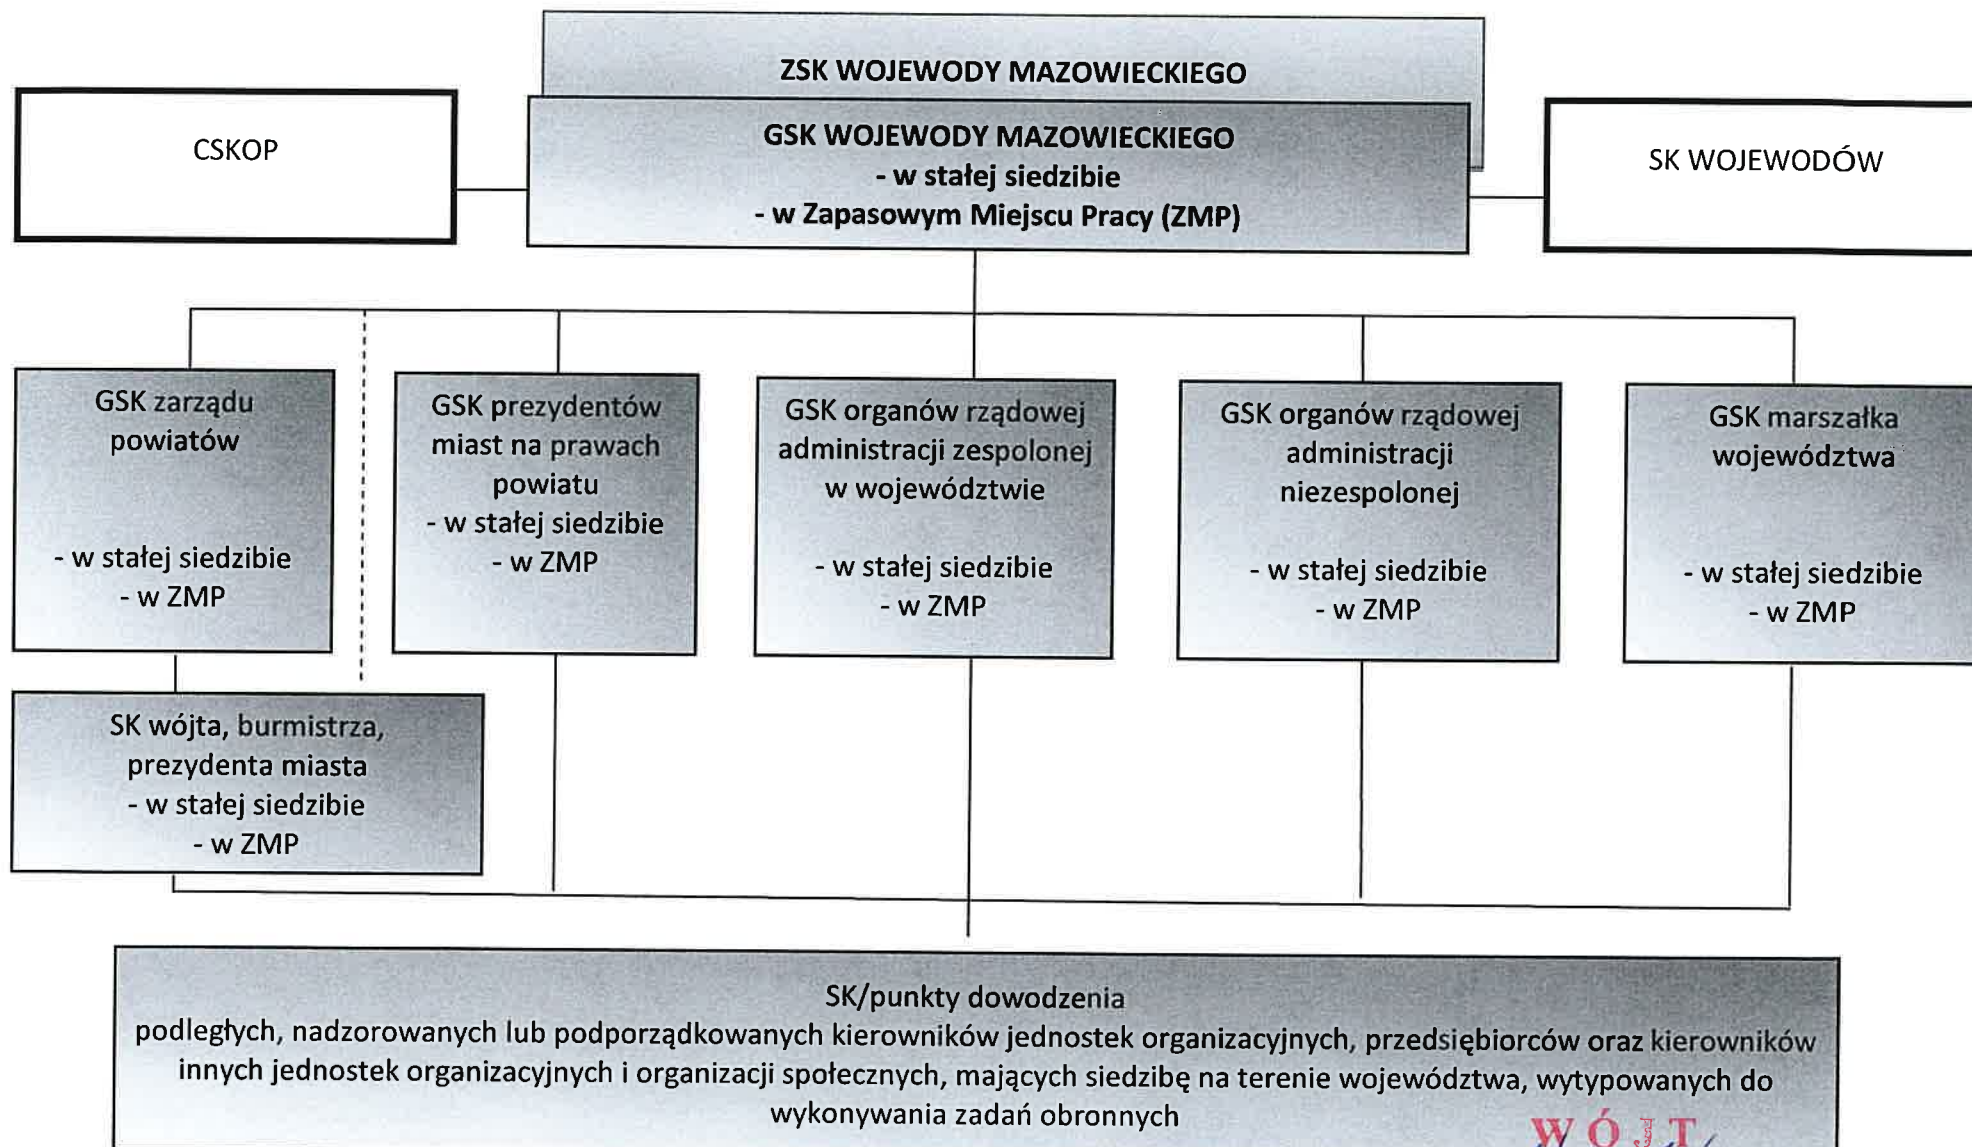 ZSK WOJEWODY MAZOWIECKIEGO
CSKOP
GSK WOJEWODY MAZOWIECKIEGO
- w stałej siedzibie
- w Zapasowym Miejscu Pracy (ZMP)
SK WOJEWODÓW
GSK zarządu
powiatów
- w stałej siedzibie
- w ZMP
GSK prezydentów
miast na prawach
powiatu
- w stałej siedzibie
- w ZMP
GSK organów rządowej
administracji zespolonej
w województwie
- w stałej siedzibie
- w ZMP
GSK organów rządowej
administracji
niezespolonej
- w stałej siedzibie
- w ZMP
GSK marszałka
województwa
- w stałej siedzibie
- w ZMP
SK wójta, burmistrza,
prezydenta miasta
- w stałej siedzibie
- w ZMP
SK/punkty dowodzenia
podległych, nadzorowanych lub podporządkowanych kierowników jednostek organizacyjnych, przedsiębiorców oraz kierowników
innych jednostek organizacyjnych i organizacji społecznych, mających siedzibę na terenie województwa, wytypowanych do
wykonywania zadań obronnych
WÓJT